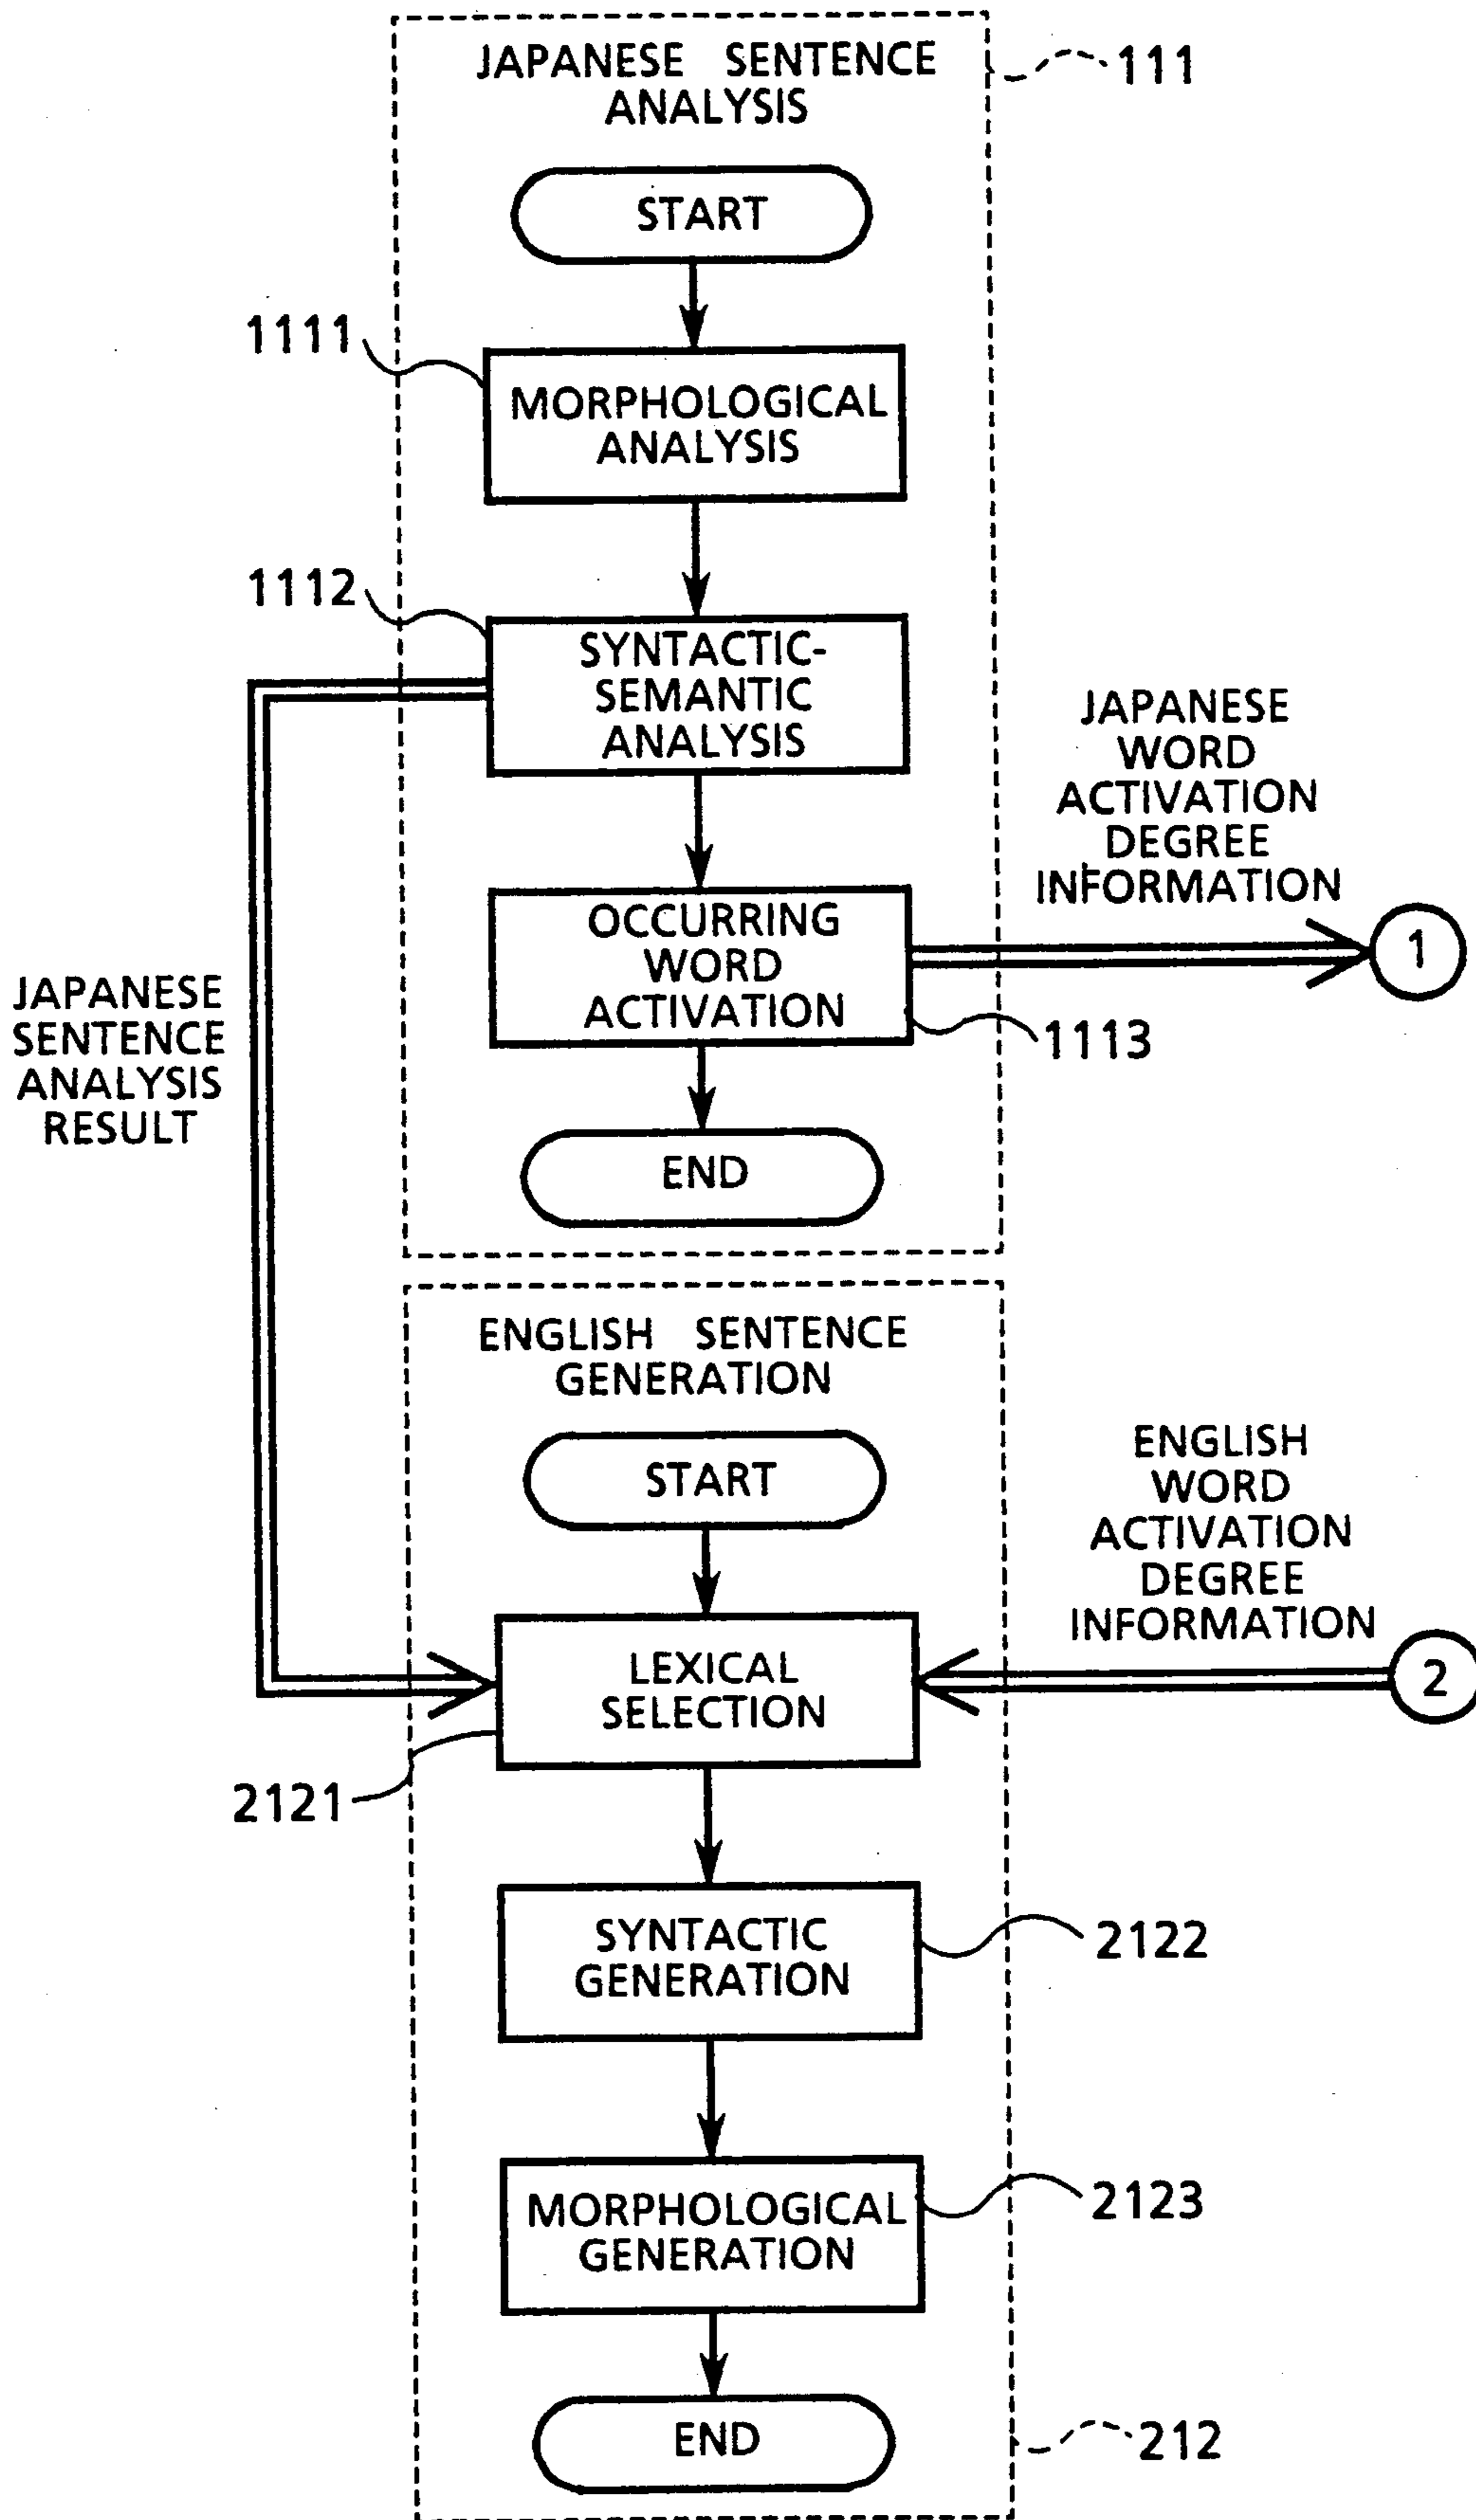 JAPANESE SENTENCE
ANALYSIS
111
START
1111
MORPHOLOGICAL
ANALYSIS
1112
SYNTACTIC-
SEMANTIC
ANALYSIS
JAPANESE
WORD
ACTIVATION
DEGREE
INFORMATION
OCCURRING
WORD
ACTIVATION
1
1113
JAPANESE
SENTENCE
ANALYSIS
RESULT
END
ENGLISH SENTENCE
GENERATION
START
ENGLISH
WORD
ACTIVATION
DEGREE
INFORMATION
LEXICAL
SELECTION
2
2121
SYNTACTIC
GENERATION
2122
MORPHOLOGICAL
GENERATION
2123
END
212